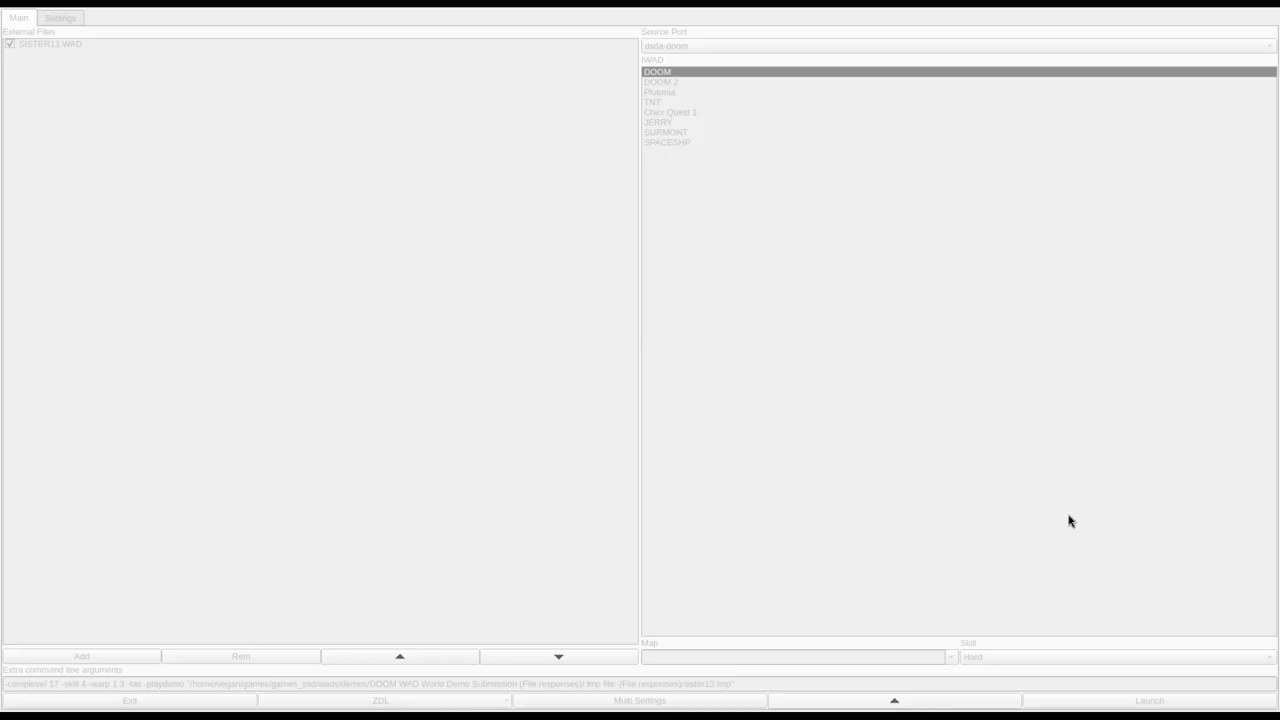 Main Settings
External Files
SISTER13.WAD
Source Port
dsda-doom
IWAD
DOOM
DOOM 2
Plutonia
TNT
Chex Quest 1
JERRY
SURMONT
SPACESHP
Add Rem
Map Skill
Hard
Extra command line arguments
-complevel 17 -skill 4 -warp 1 3 -tas -playdemo "/home/vegan/games/games_ssd/wads/demos/DOOM WAD World Demo Submission (File responses)/.lmp file (File responses)/sister13.lmp"
Exit ZDL Multi Settings Launch